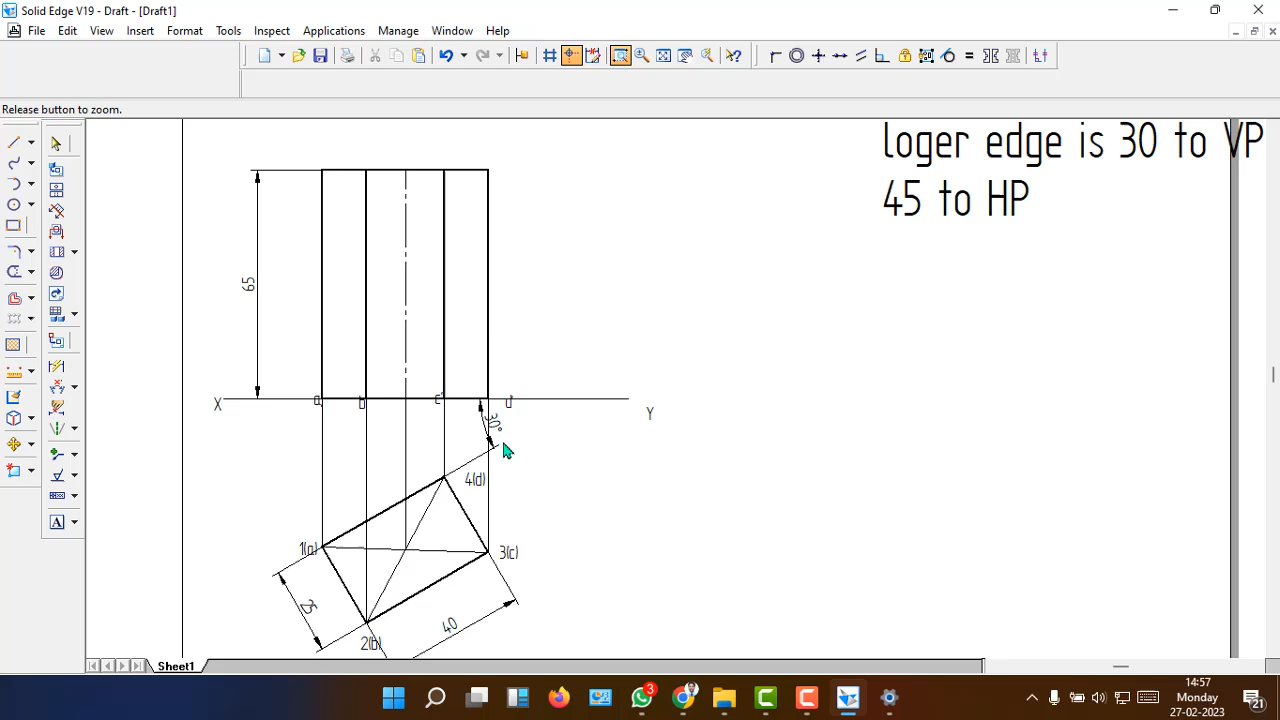 Solid Edge V19 - Draft - [Draft1]
File Edit View Insert Format Tools Inspect Applications Manage Window Help
Release button to zoom.
loger edge is 30 to VP
45 to HP
65
X a' b' c' d' Y
30°
4(d)
1(a) 3(c)
25
40
2(b)
A
Sheet1
3
14:57
Monday
27-02-2023
21